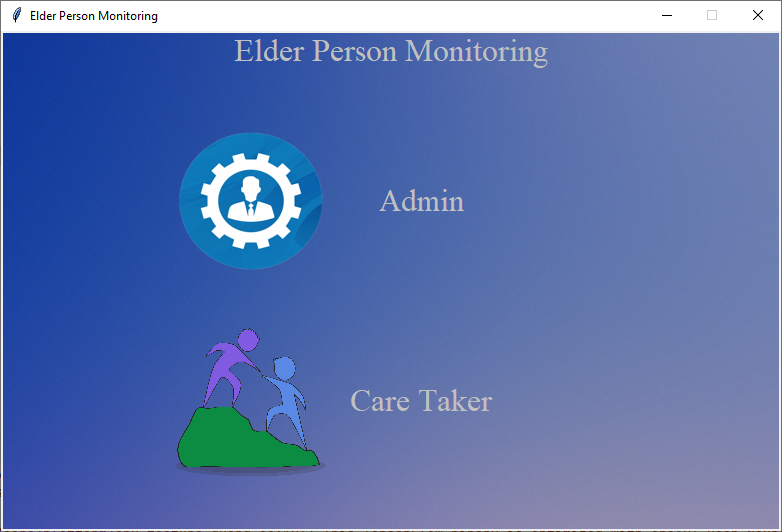 Elder Person Monitoring
Elder Person Monitoring
Admin
Care Taker